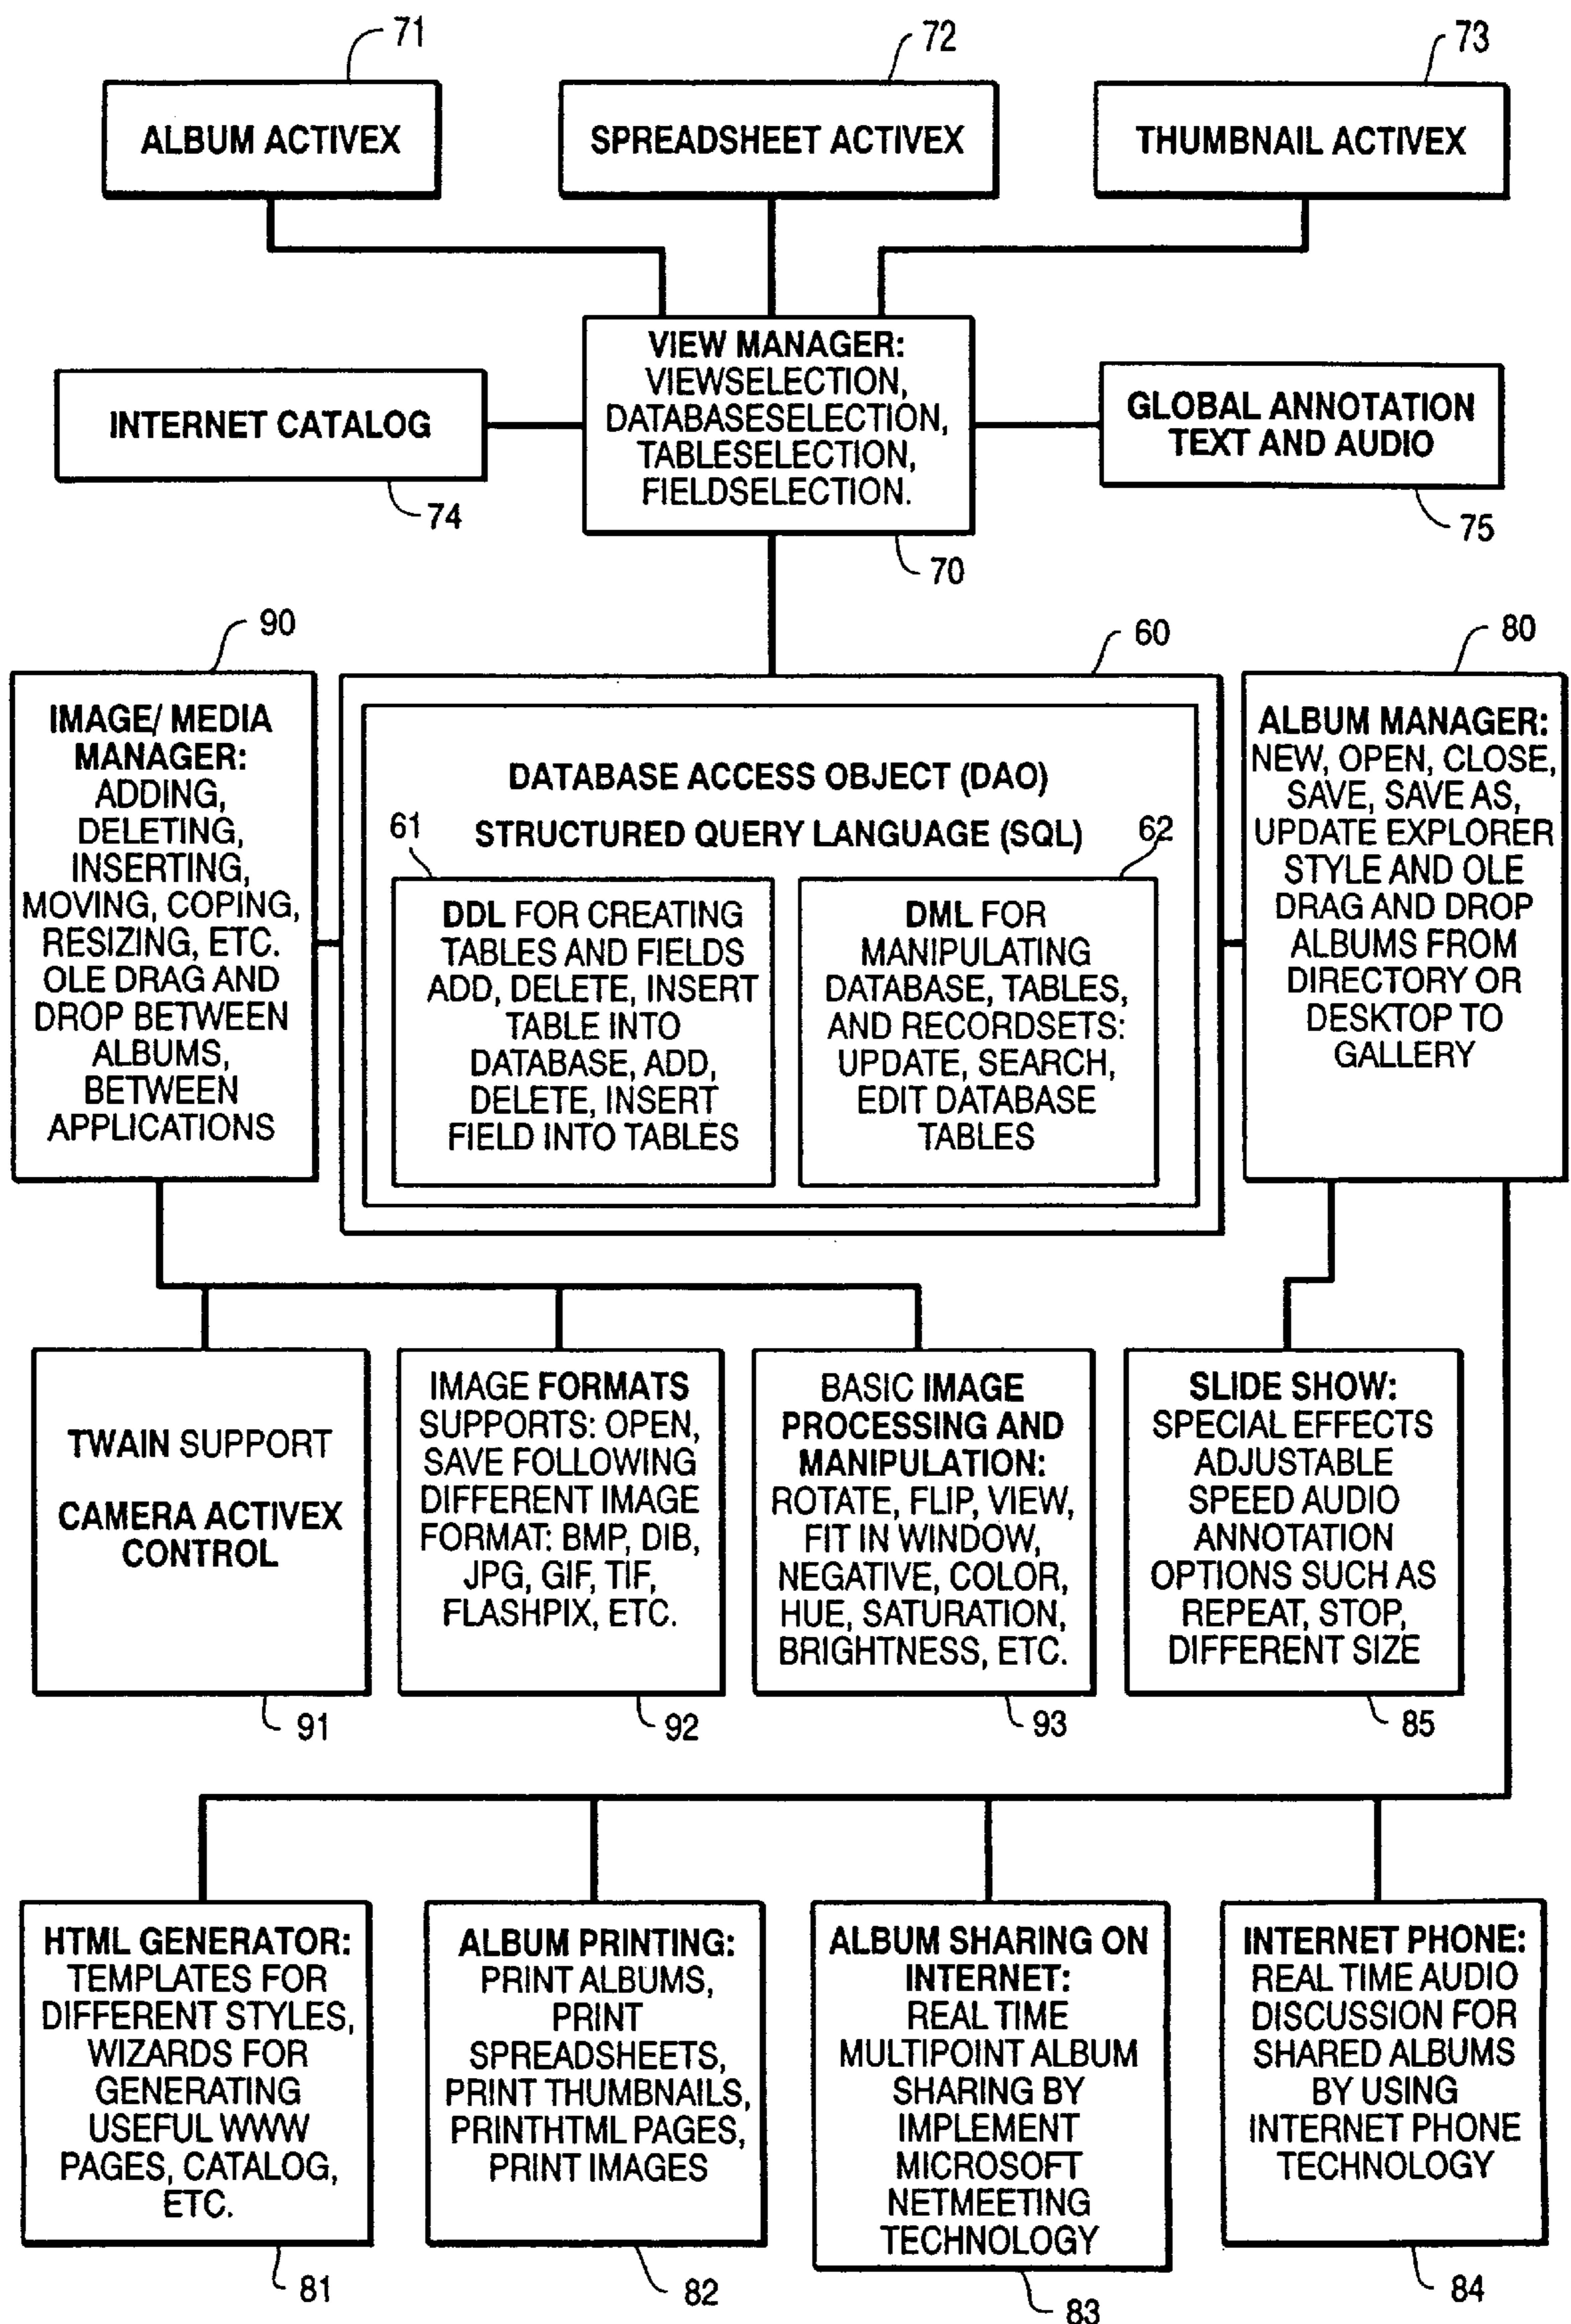 71
72
73
ALBUM ACTIVEX
SPREADSHEET ACTIVEX
THUMBNAIL ACTIVEX
VIEW MANAGER:
VIEWSELECTION,
DATABASESELECTION,
TABLESELECTION,
FIELDSELECTION.
INTERNET CATALOG
GLOBAL ANNOTATION
TEXT AND AUDIO
74
75
70
90
60
80
IMAGE/ MEDIA
MANAGER:
ADDING,
DELETING,
INSERTING,
MOVING, COPING,
RESIZING, ETC.
OLE DRAG AND
DROP BETWEEN
ALBUMS,
BETWEEN
APPLICATIONS
DATABASE ACCESS OBJECT (DAO)
STRUCTURED QUERY LANGUAGE (SQL)
61
62
DDL FOR CREATING
TABLES AND FIELDS
ADD, DELETE, INSERT
TABLE INTO
DATABASE, ADD,
DELETE, INSERT
FIELD INTO TABLES
DML FOR
MANIPULATING
DATABASE, TABLES,
AND RECORDSETS:
UPDATE, SEARCH,
EDIT DATABASE
TABLES
ALBUM MANAGER:
NEW, OPEN, CLOSE,
SAVE, SAVE AS,
UPDATE EXPLORER
STYLE AND OLE
DRAG AND DROP
ALBUMS FROM
DIRECTORY OR
DESKTOP TO
GALLERY
TWAIN SUPPORT
CAMERA ACTIVEX
CONTROL
IMAGE FORMATS
SUPPORTS: OPEN,
SAVE FOLLOWING
DIFFERENT IMAGE
FORMAT: BMP, DIB,
JPG, GIF, TIF,
FLASHPIX, ETC.
BASIC IMAGE
PROCESSING AND
MANIPULATION:
ROTATE, FLIP, VIEW,
FIT IN WINDOW,
NEGATIVE, COLOR,
HUE, SATURATION,
BRIGHTNESS, ETC.
SLIDE SHOW:
SPECIAL EFFECTS
ADJUSTABLE
SPEED AUDIO
ANNOTATION
OPTIONS SUCH AS
REPEAT, STOP,
DIFFERENT SIZE
91
92
93
85
HTML GENERATOR:
TEMPLATES FOR
DIFFERENT STYLES,
WIZARDS FOR
GENERATING
USEFUL WWW
PAGES, CATALOG,
ETC.
ALBUM PRINTING:
PRINT ALBUMS,
PRINT
SPREADSHEETS,
PRINT THUMBNAILS,
PRINTHTML PAGES,
PRINT IMAGES
ALBUM SHARING ON
INTERNET:
REAL TIME
MULTIPOINT ALBUM
SHARING BY
IMPLEMENT
MICROSOFT
NETMEETING
TECHNOLOGY
INTERNET PHONE:
REAL TIME AUDIO
DISCUSSION FOR
SHARED ALBUMS
BY USING
INTERNET PHONE
TECHNOLOGY
81
82
83
84